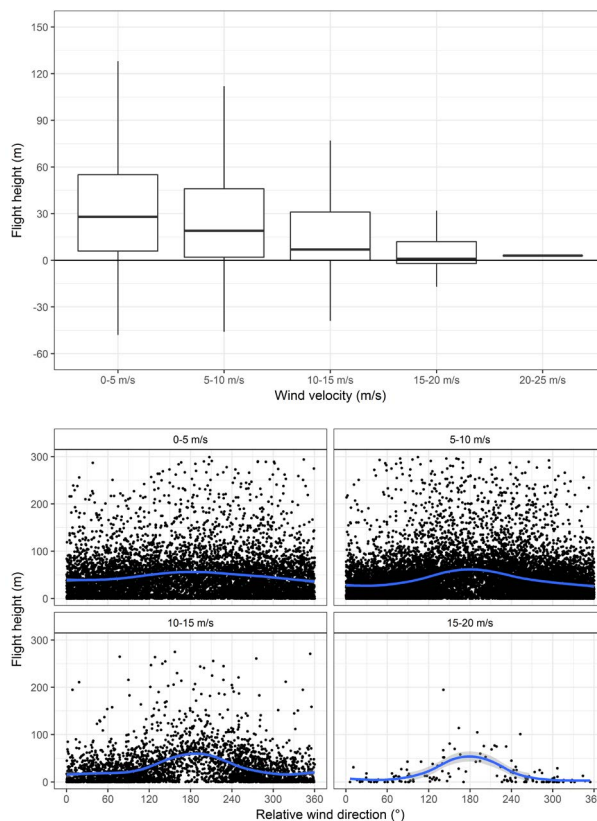 150
120
90
60
30
0
-30
-60
Flight height (m)
0-5 m/s 5-10 m/s 10-15 m/s 15-20 m/s 20-25 m/s
Wind velocity (m/s)
0-5 m/s 5-10 m/s
300
200
100
0
10-15 m/s 15-20 m/s
300
200
100
0
Flight height (m)
0 60 120 180 240 300 360 0 60 120 180 240 300 360
Relative wind direction (°)